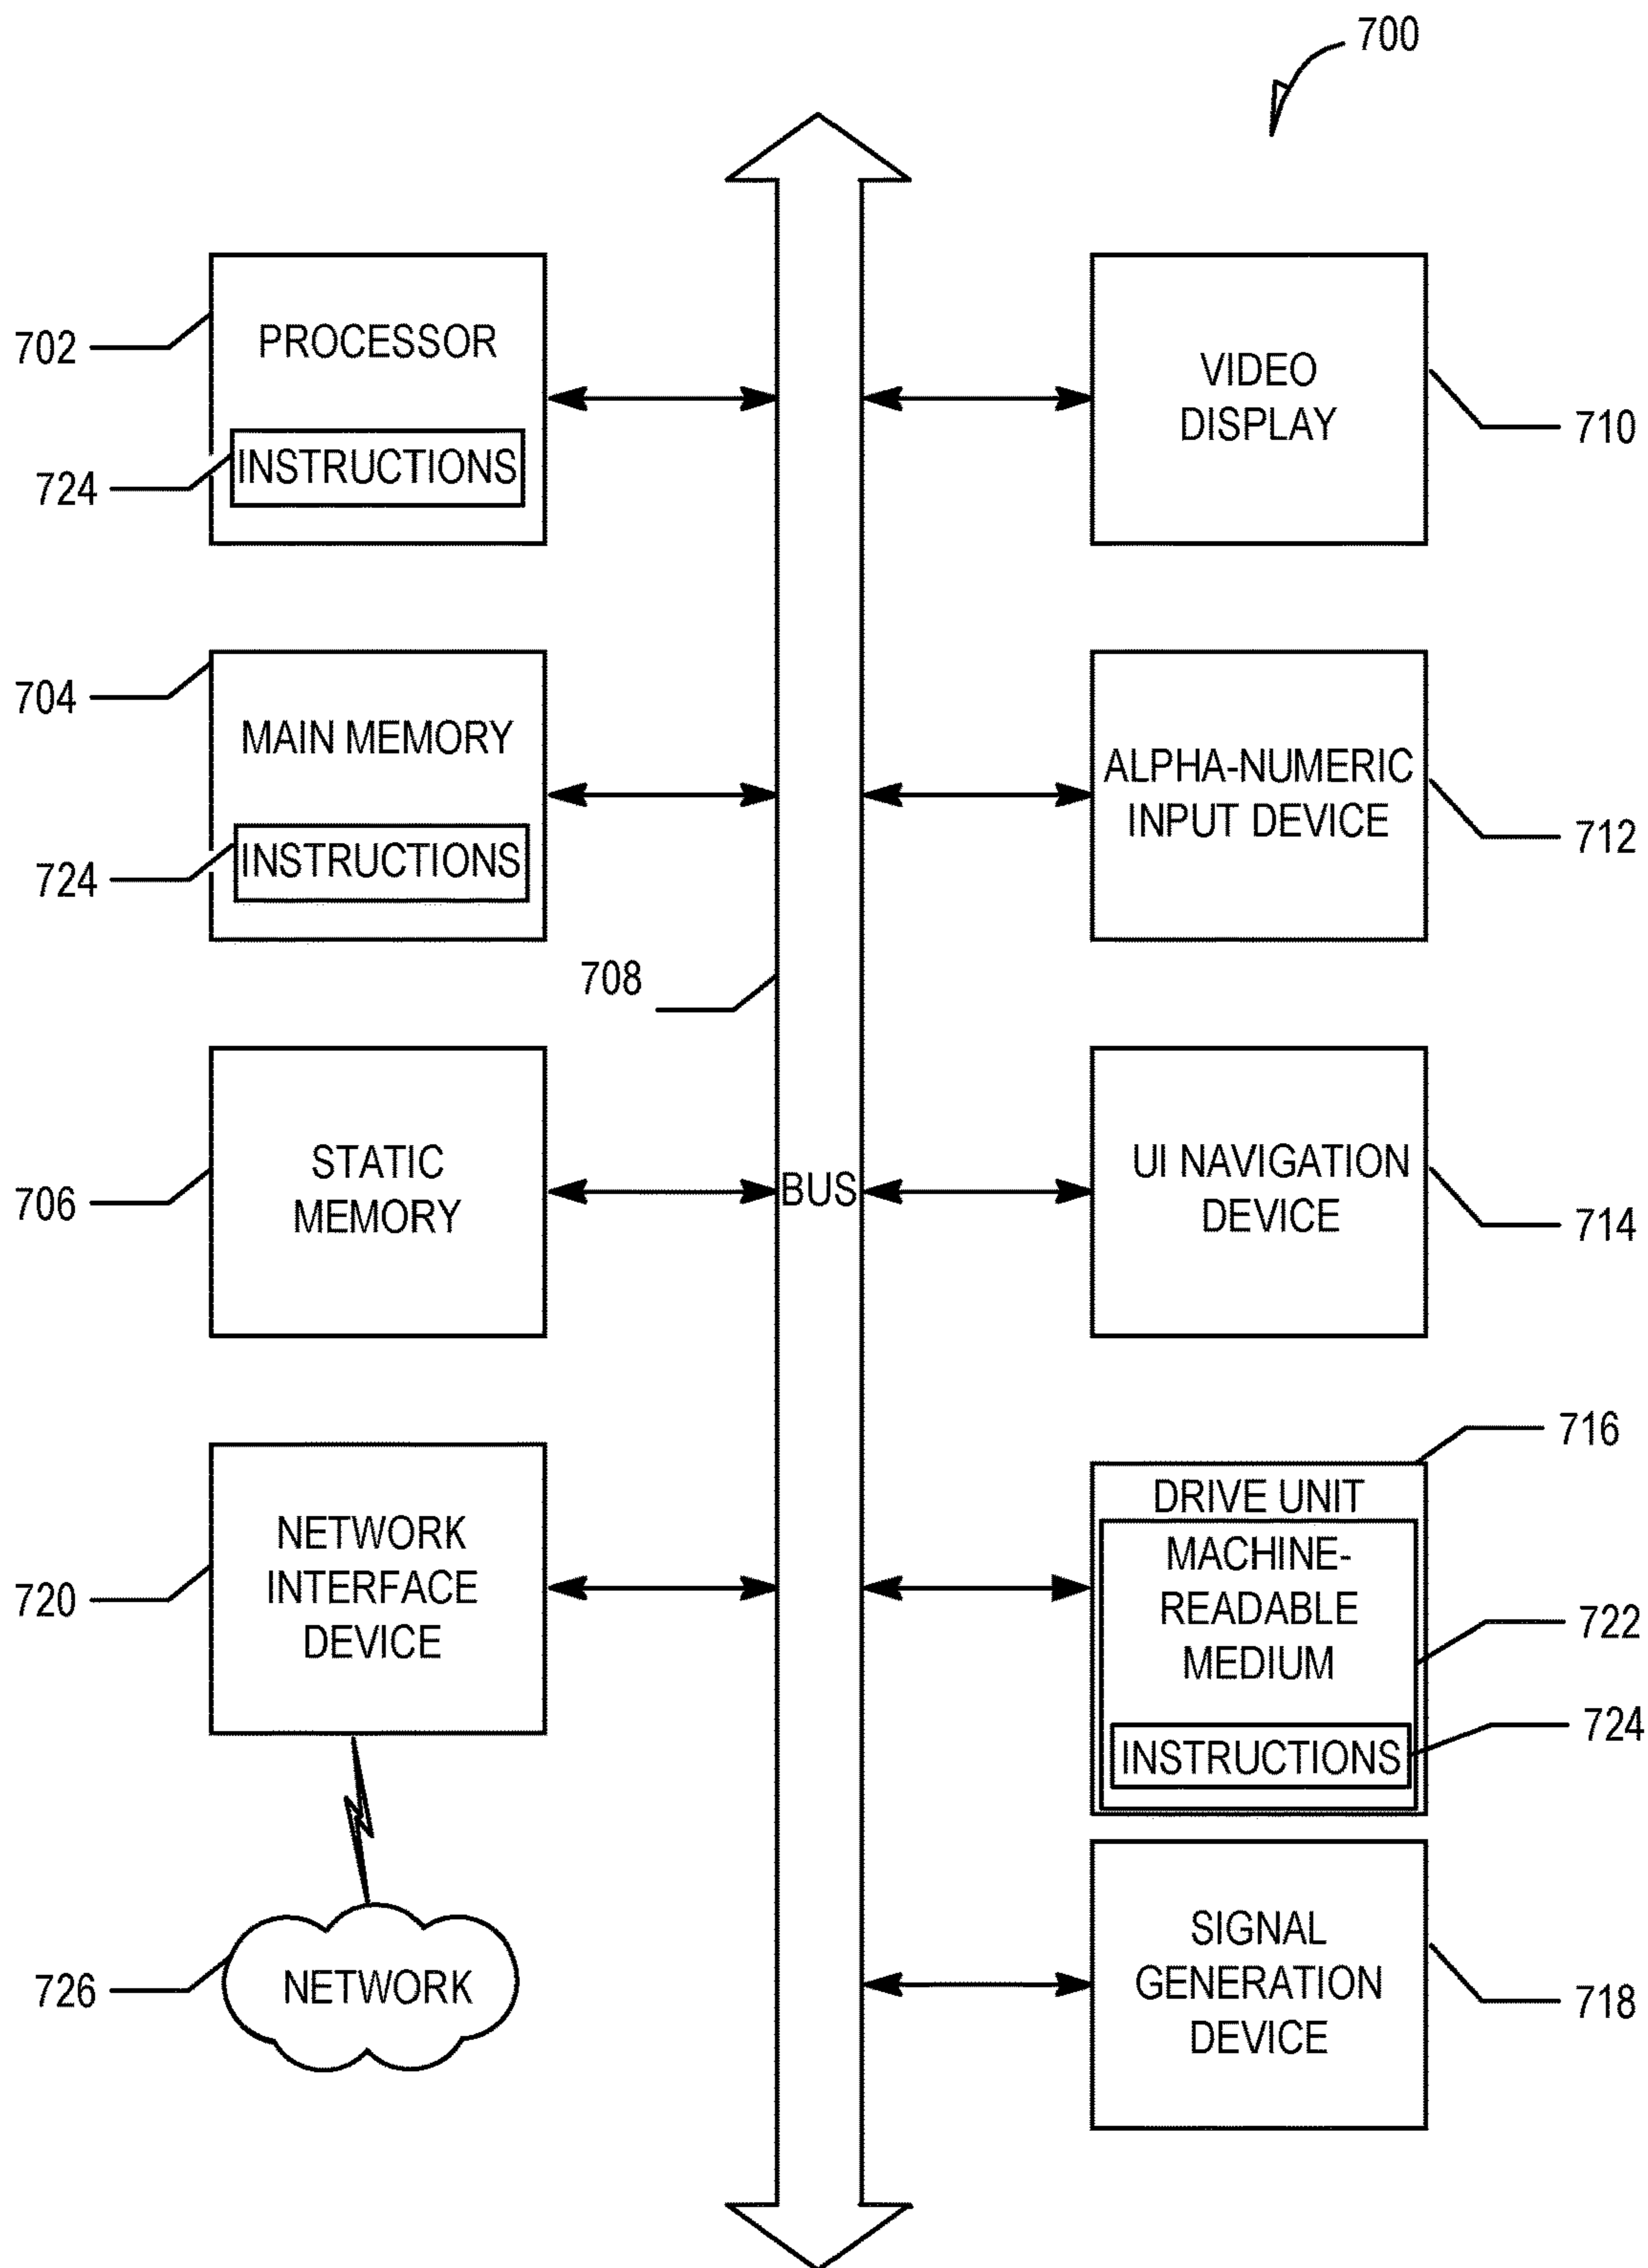 700
702
PROCESSOR
724
INSTRUCTIONS
VIDEO
DISPLAY
710
704
MAIN MEMORY
724
INSTRUCTIONS
ALPHA-NUMERIC
INPUT DEVICE
712
708
706
STATIC
MEMORY
BUS
UI NAVIGATION
DEVICE
714
720
NETWORK
INTERFACE
DEVICE
716
DRIVE UNIT
MACHINE-
READABLE
MEDIUM
722
INSTRUCTIONS
724
726
NETWORK
SIGNAL
GENERATION
DEVICE
718